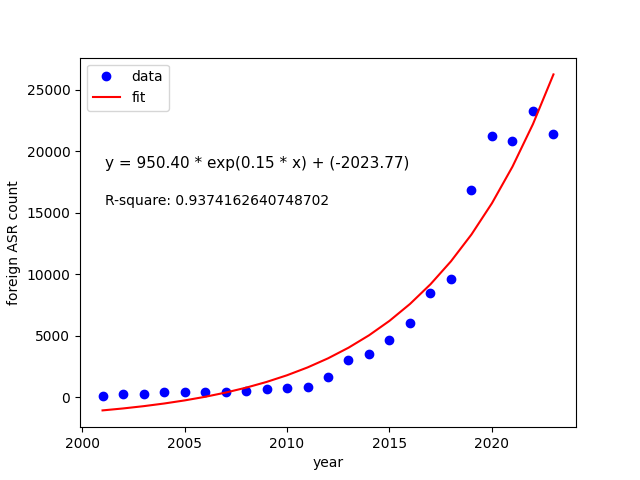 data
fit
y = 950.40 * exp(0.15 * x) + (-2023.77)
R-square: 0.9374162640748702
foreign ASR count
25000
20000
15000
10000
5000
0
2000 2005 2010 2015 2020
year